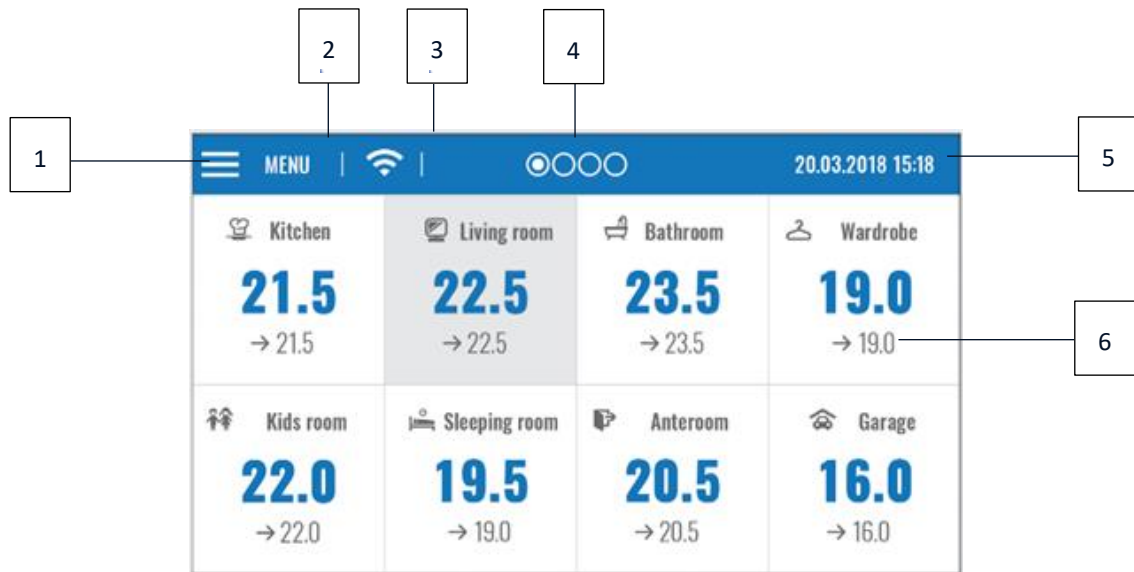 2 3 4
1 5
MENU | | 20.03.2018 15:18
Kitchen Living room Bathroom Wardrobe
21.5 22.5 23.5 19.0
→ 21.5 → 22.5 → 23.5 → 19.0
6
Kids room Sleeping room Anteroom Garage
22.0 19.5 20.5 16.0
→ 22.0 → 19.0 → 20.5 → 16.0